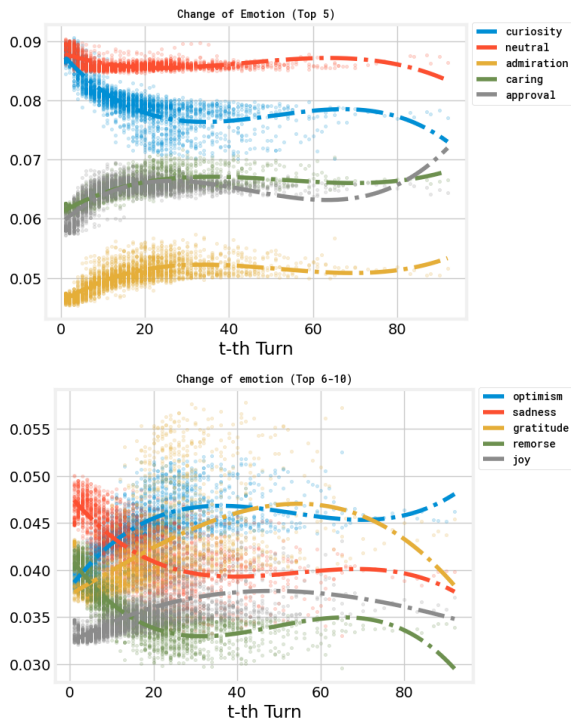 Change of Emotion (Top 5)
curiosity
neutral
admiration
caring
approval
0.09
0.08
0.07
0.06
0.05
0 20 40 60 80
t-th Turn
Change of emotion (Top 6-10)
optimism
sadness
gratitude
remorse
joy
0.055
0.050
0.045
0.040
0.035
0.030
0 20 40 60 80
t-th Turn